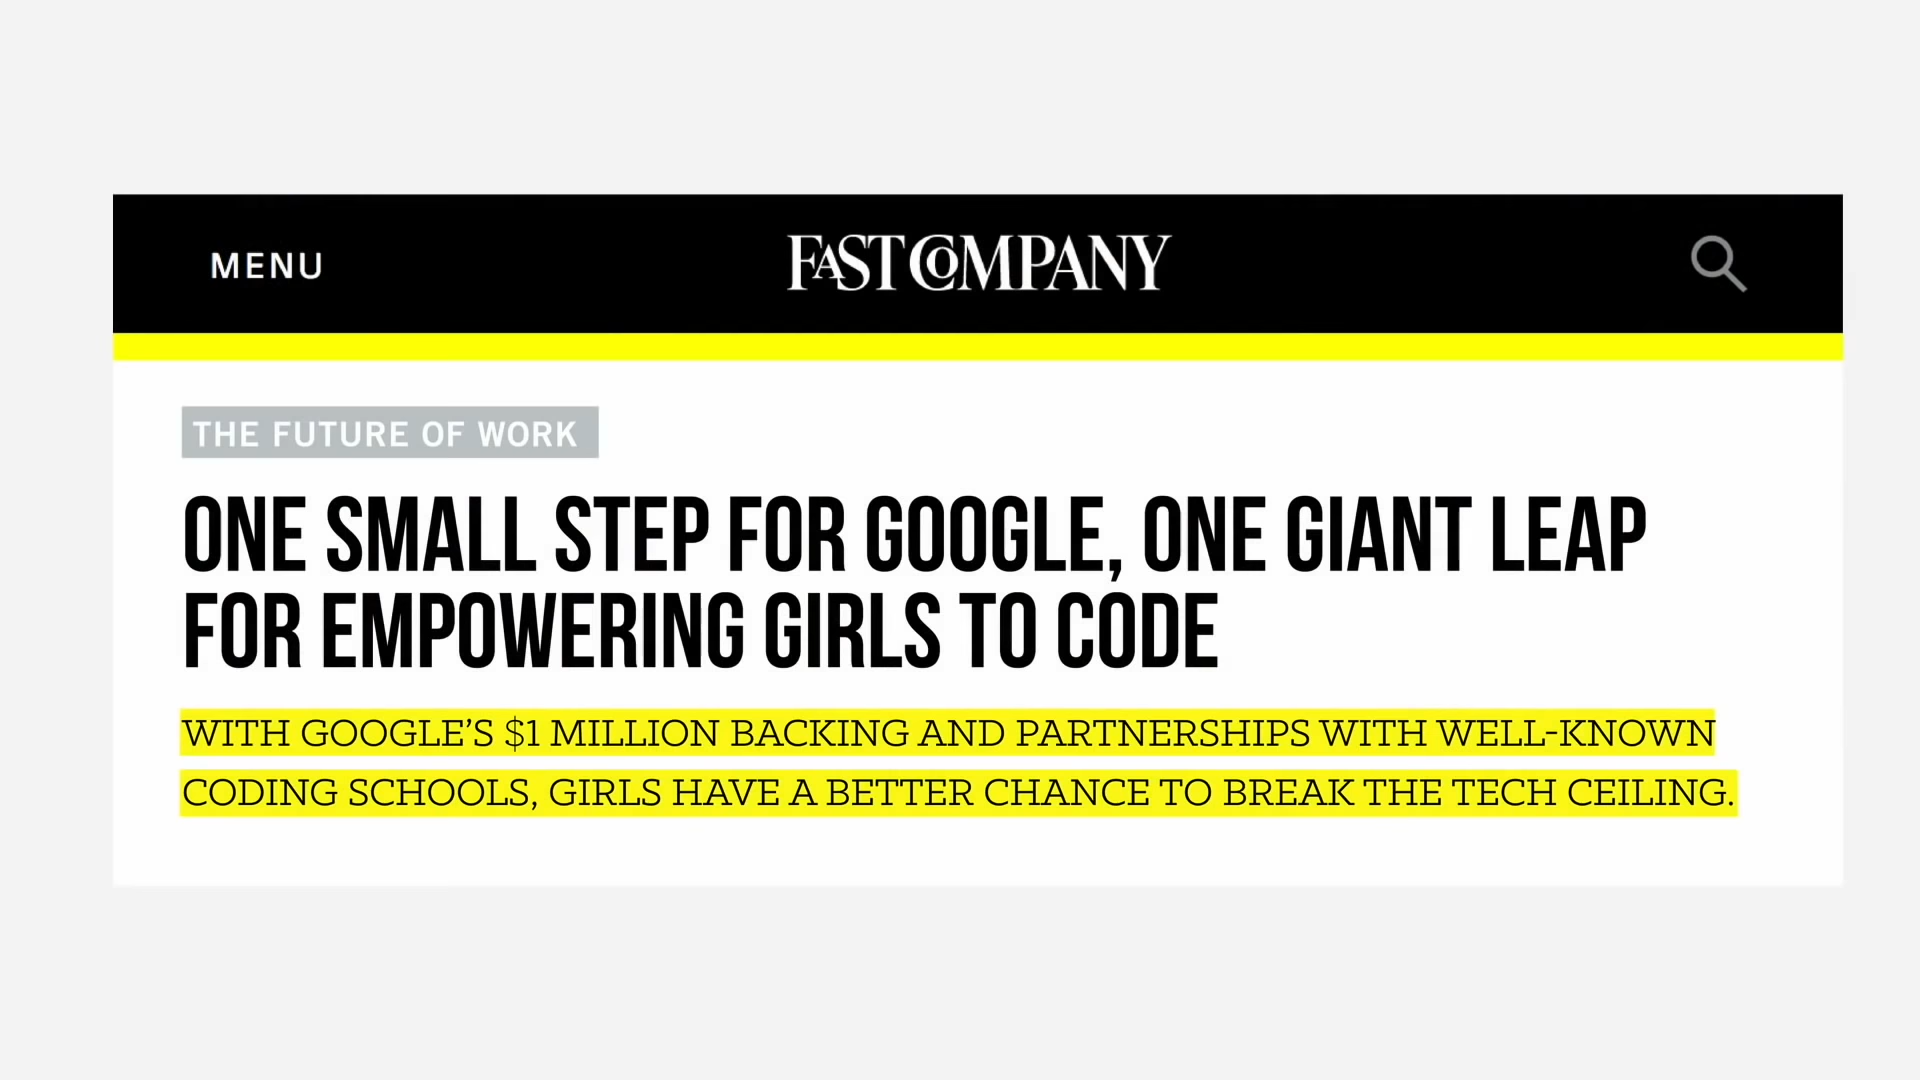 MENU
FAST COMPANY
THE FUTURE OF WORK
ONE SMALL STEP FOR GOOGLE, ONE GIANT LEAP
FOR EMPOWERING GIRLS TO CODE
WITH GOOGLE’S $1 MILLION BACKING AND PARTNERSHIPS WITH WELL-KNOWN
CODING SCHOOLS, GIRLS HAVE A BETTER CHANCE TO BREAK THE TECH CEILING.